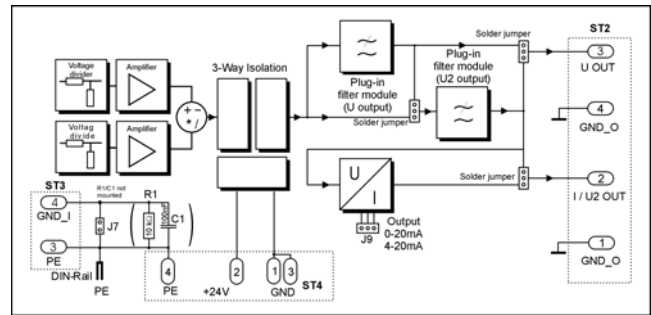 Voltage
divider
Amplifier
Voltag
divide
Amplifier
+ -
* /
3-Way Isolation
Plug-in
filter module
(U output)
Solder jumper
Plug-in
filter module
(U2 output)
Solder jumper
ST2
3
U OUT
4
GND_O
Solder jumper
2
I / U2 OUT
1
GND_O
U
I
J9
Output
0-20mA
4-20mA
ST3
4
GND_I
3
PE
R1/C1 not
mounted
J7
R1
10 kΩ
100nF
C1
DIN-Rail
PE
4
PE
2
+24V
1
3
GND
ST4